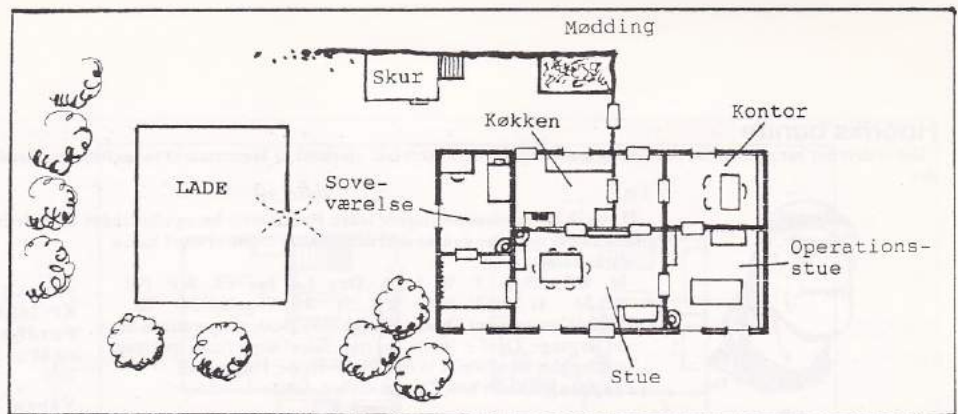 Mødding
Skur
Køkken
Kontor
LADE
Sove-
værelse
Operations-
stue
Stue